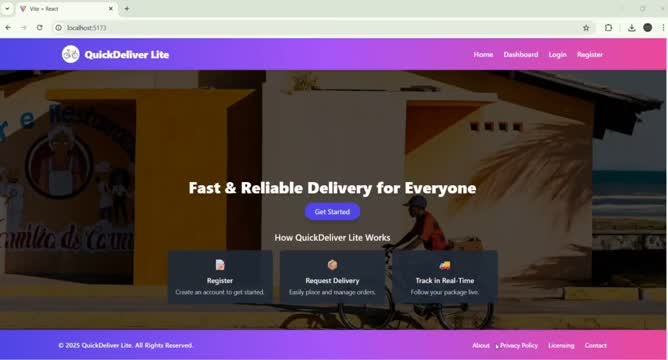 Vite + React
localhost:5173
QuickDeliver Lite
Home Dashboard Login Register
Fast & Reliable Delivery for Everyone
Get Started
How QuickDeliver Lite Works
Register
Create an account to get started.
Request Delivery
Easily place and manage orders.
Track in Real-Time
Follow your package live.
© 2025 QuickDeliver Lite. All Rights Reserved.
About Privacy Policy Licensing Contact